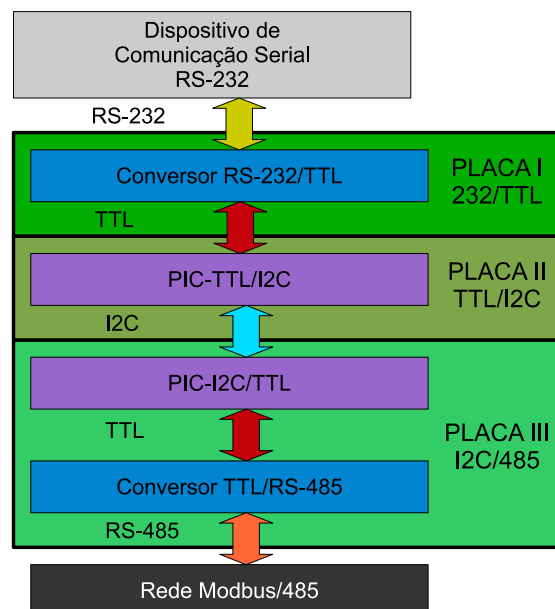 Dispositivo de
Comunicação Serial
RS-232
RS-232
Conversor RS-232/TTL
PLACA I
232/TTL
TTL
PIC-TTL/I2C
PLACA II
TTL/I2C
I2C
PIC-I2C/TTL
TTL
PLACA III
I2C/485
Conversor TTL/RS-485
RS-485
Rede Modbus/485